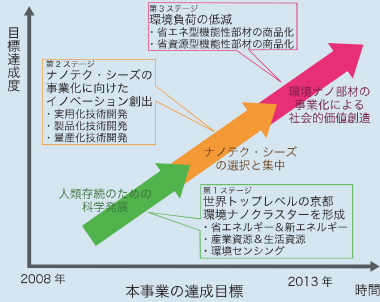 目標達成度
第3ステージ
環境負荷の低減
・省エネ型機能性部材の商品化
・省資源型機能部材の商品化
第2ステージ
ナノテク・シーズの
事業化に向けた
イノベーション創出
・実用化技術開発
・製品化技術開発
・量産化技術開発
環境ナノ部材の
事業化による
社会的価値創造
ナノテク・シーズ
の選択と集中
人類存続のための
科学発展
第1ステージ
世界トップレベルの京都
環境ナノクラスターを形成
・省エネルギー&新エネルギー
・産業資源&生活資源
・環境センシング
2008 年
2013 年
時間
本事業の達成目標